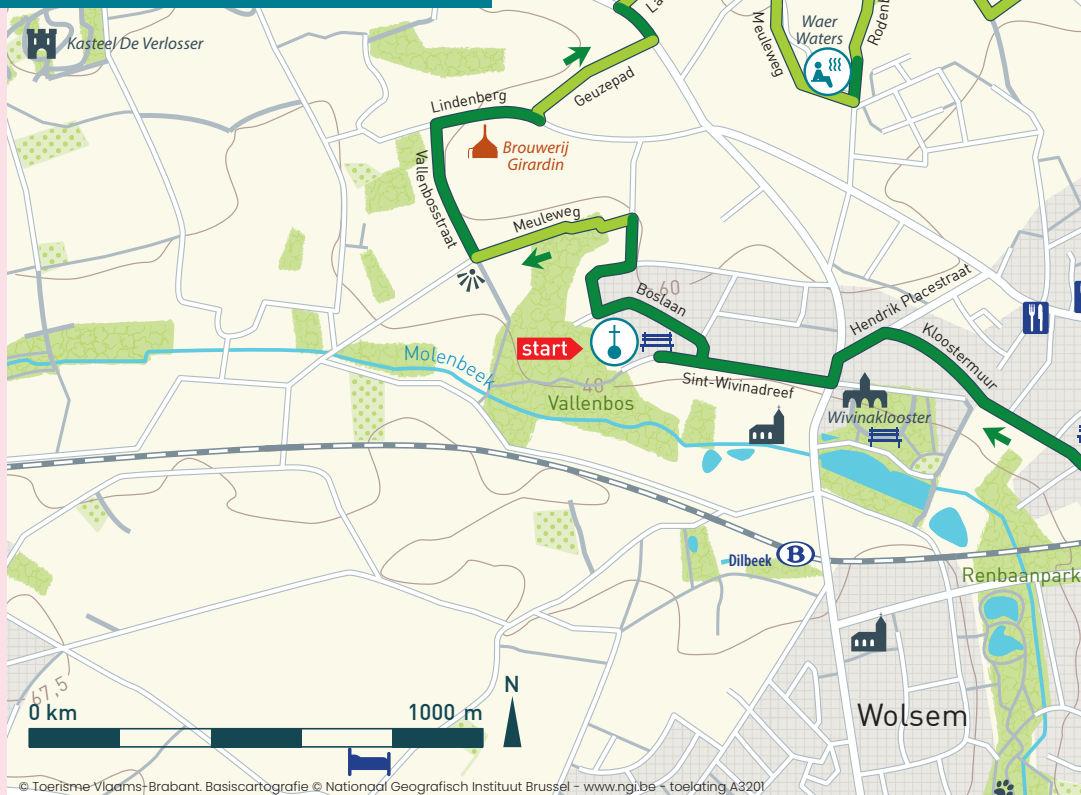 La
Kasteel De Verlosser
Waer
Waters
Meuleweg
Rodenb
Geuzepad
Lindenberg
Brouwerij
Girardin
Vallenbosstraat
Meuleweg
60
Boslaan
Hendrik Placestraat
Kloostermuur
start
Molenbeek
40
Sint-Wivinadreef
Vallenbos
Wivinaklooster
Dilbeek B
Renbaanpark
67,5
Wolsem
0 km 1000 m
N
© Toerisme Vlaams-Brabant. Basiscartografie © Nationaal Geografisch Instituut Brussel - www.ngi.be - toelating A3201